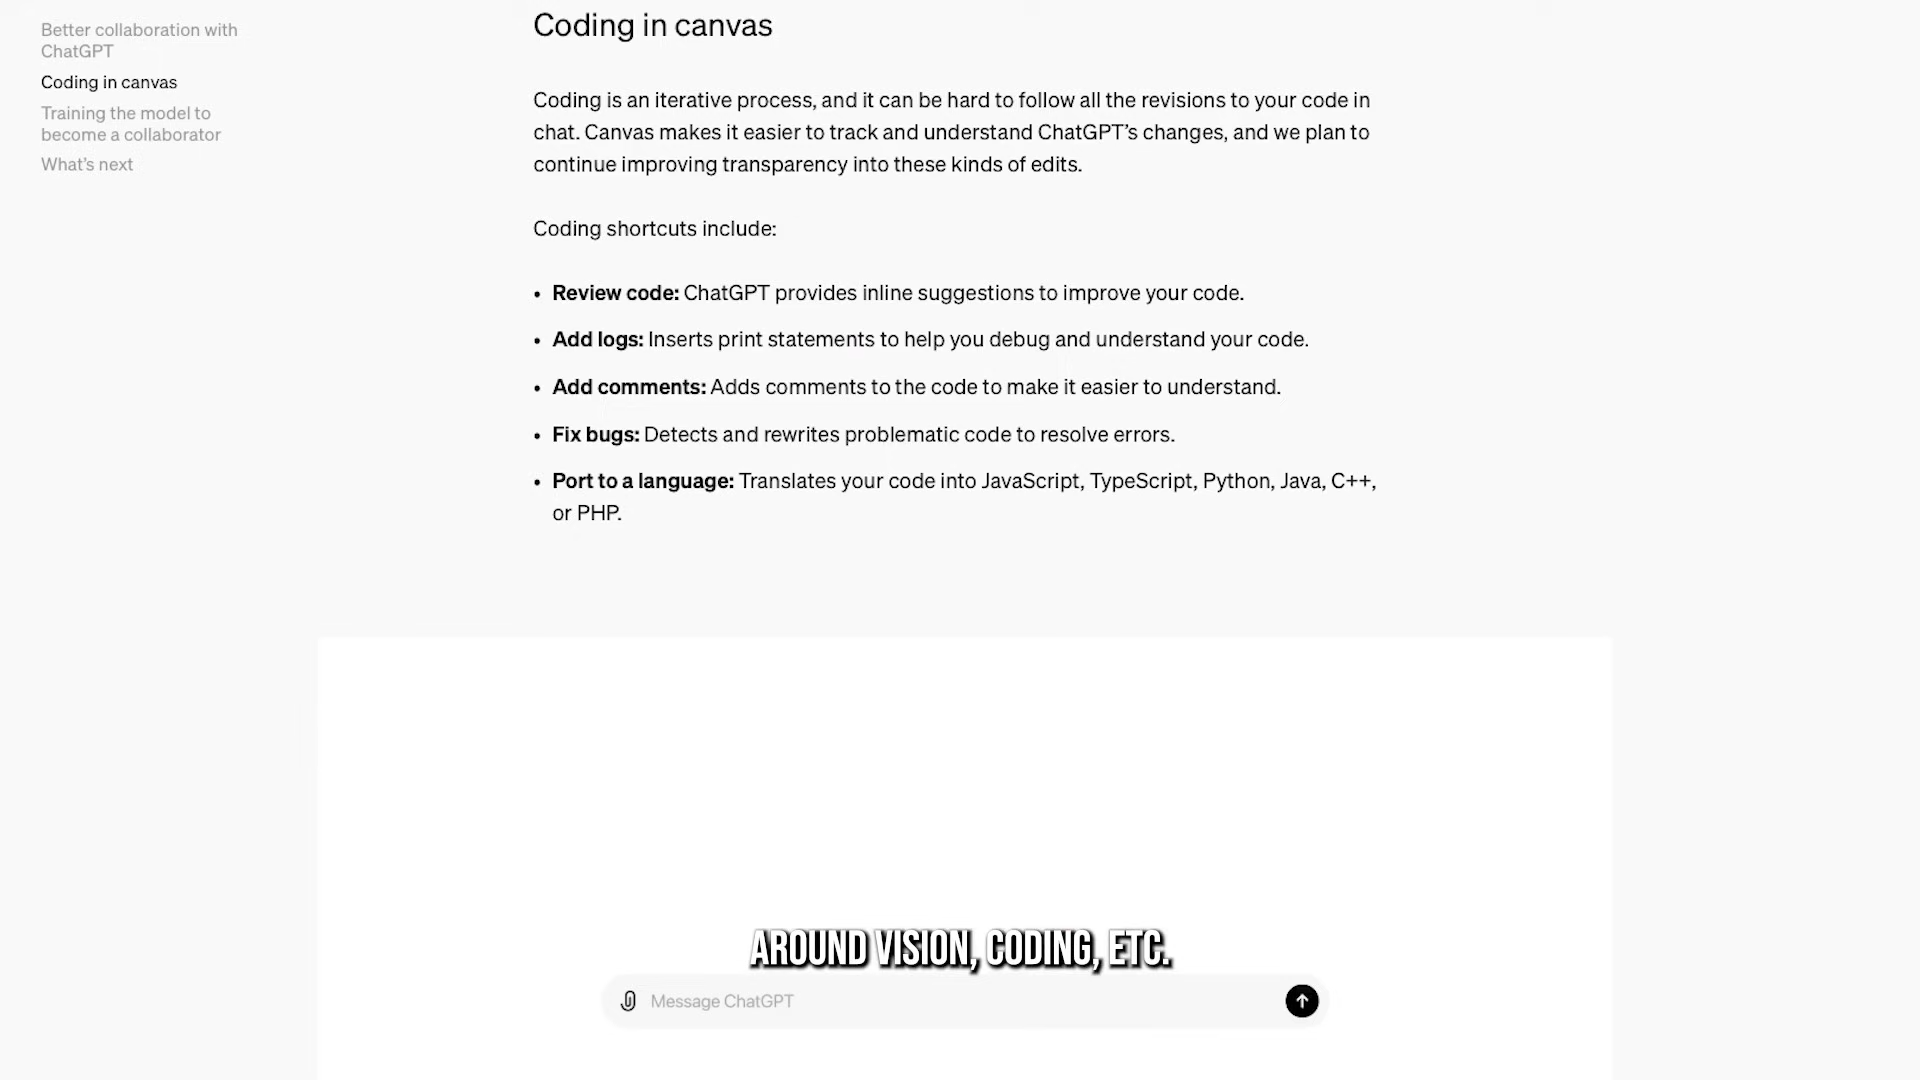 Better collaboration with
ChatGPT
Coding in canvas
Training the model to
become a collaborator
What's next
Coding in canvas
Coding is an iterative process, and it can be hard to follow all the revisions to your code in
chat. Canvas makes it easier to track and understand ChatGPT's changes, and we plan to
continue improving transparency into these kinds of edits.
Coding shortcuts include:
• Review code: ChatGPT provides inline suggestions to improve your code.
• Add logs: Inserts print statements to help you debug and understand your code.
• Add comments: Adds comments to the code to make it easier to understand.
• Fix bugs: Detects and rewrites problematic code to resolve errors.
• Port to a language: Translates your code into JavaScript, TypeScript, Python, Java, C++,
or PHP.
AROUND VISION, CODING, ETC.
Message ChatGPT